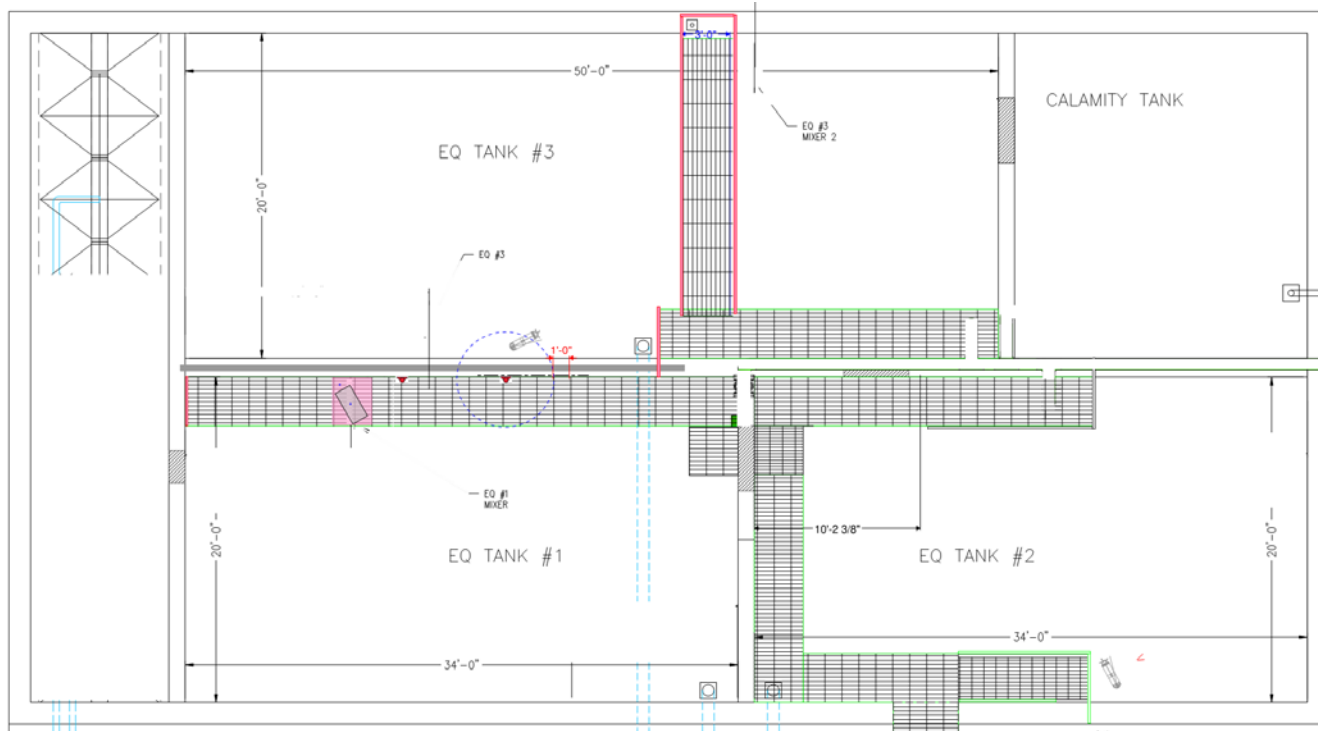 3'-0"
50'-0"
CALAMITY TANK
EQ #3
MIXER 2
EQ TANK #3
20'-0"
EQ #3
1'-0"
EQ #1
MIXER
20'-0"
10'-2 3/8"
EQ TANK #1
EQ TANK #2
20'-0"
34'-0"
34'-0"